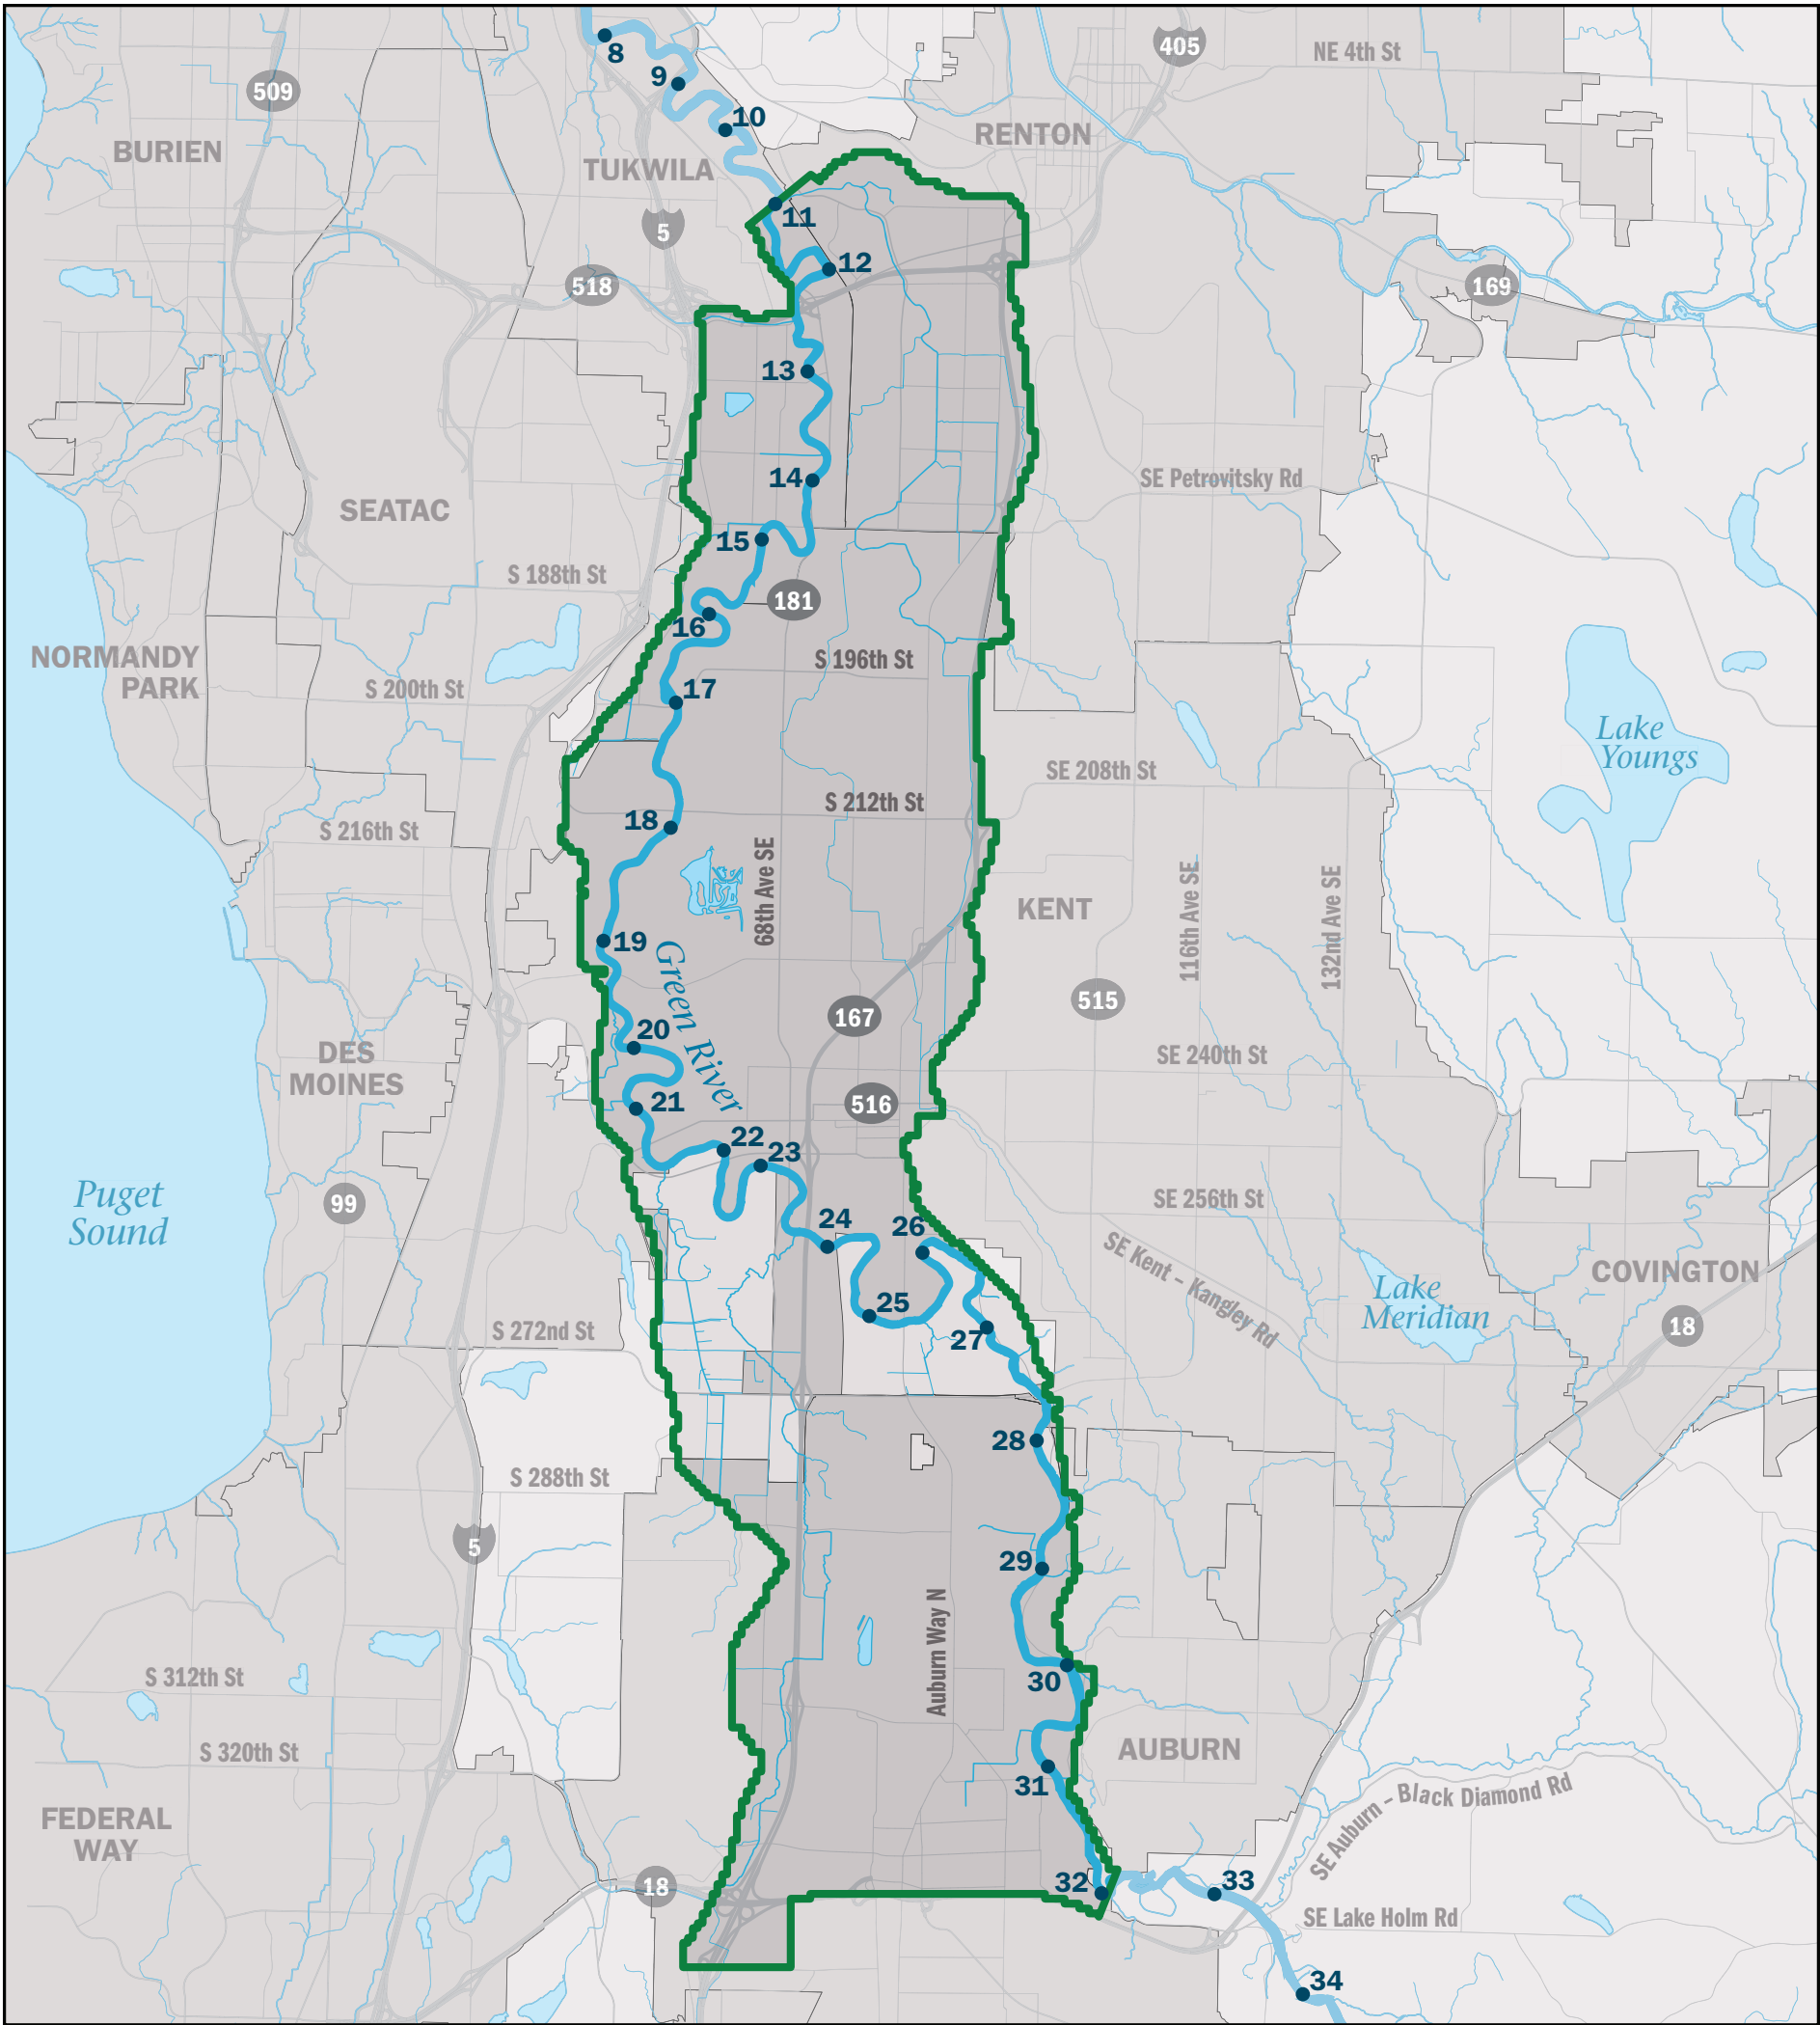 8
405
NE 4th St
9
509
10
RENTON
BURIEN
TUKWILA
11
5
12
518
169
13
14
SE Petrovitsky Rd
SEATAC
15
S 188th St
181
16
NORMANDY
PARK
S 196th St
S 200th St
17
Lake
Youngs
SE 208th St
S 212th St
18
S 216th St
68th Ave SE
KENT
116th Ave SE
132nd Ave SE
19
Green River
515
167
20
DES
MOINES
SE 240th St
21
516
22
23
Puget
Sound
99
SE 256th St
24
26
SE Kent – Kangley Rd
COVINGTON
Lake
Meridian
25
18
S 272nd St
27
28
S 288th St
5
29
Auburn Way N
S 312th St
30
AUBURN
S 320th St
31
SE Auburn – Black Diamond Rd
FEDERAL
WAY
18
32
33
SE Lake Holm Rd
34